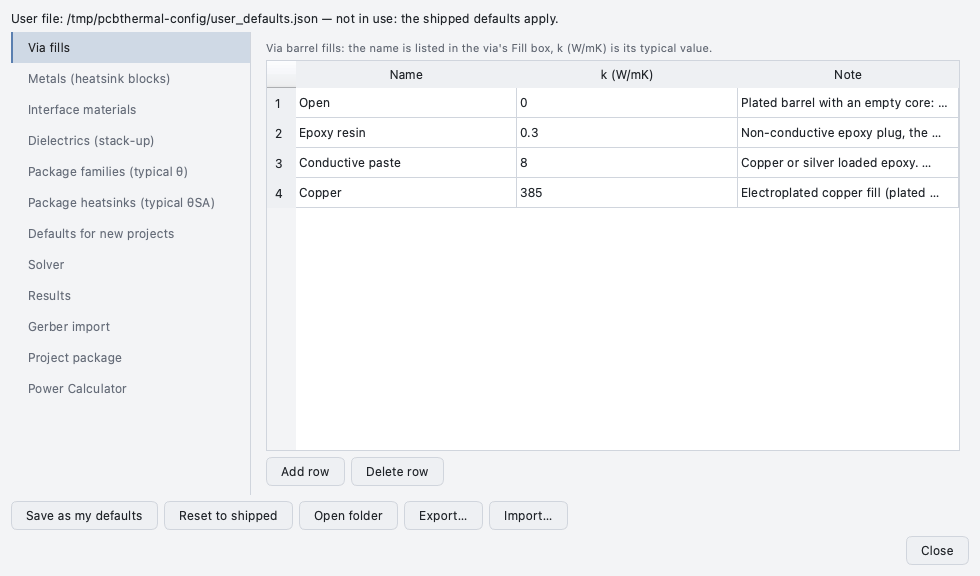 User file: /tmp/pcbthermal-config/user_defaults.json — not in use: the shipped defaults apply.
Via fills
Metals (heatsink blocks)
Interface materials
Dielectrics (stack-up)
Package families (typical θ)
Package heatsinks (typical θSA)
Defaults for new projects
Solver
Results
Gerber import
Project package
Power Calculator
Via barrel fills: the name is listed in the via's Fill box, k (W/mK) is its typical value.
Name k (W/mK) Note
1 Open 0 Plated barrel with an empty core: ...
2 Epoxy resin 0.3 Non-conductive epoxy plug, the ...
3 Conductive paste 8 Copper or silver loaded epoxy. ...
4 Copper 385 Electroplated copper fill (plated ...
Add row Delete row
Save as my defaults Reset to shipped Open folder Export... Import...
Close